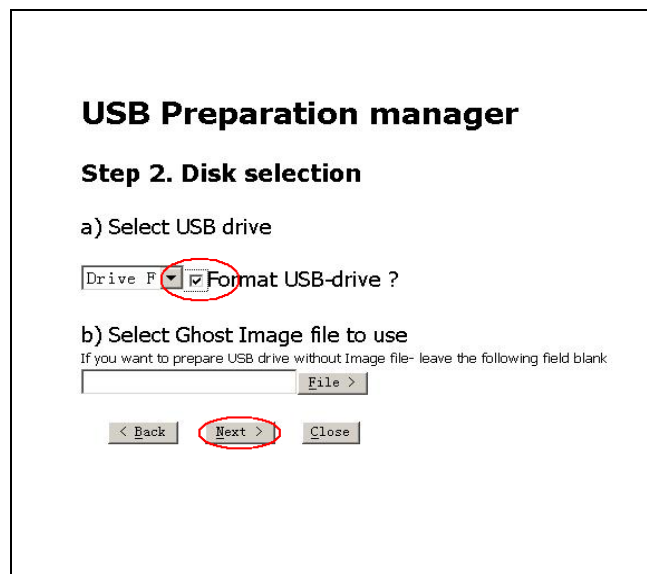 USB Preparation manager
Step 2. Disk selection
a) Select USB drive
Drive F Format USB-drive ?
b) Select Ghost Image file to use
If you want to prepare USB drive without Image file- leave the following field blank
File >
< Back Next > Close